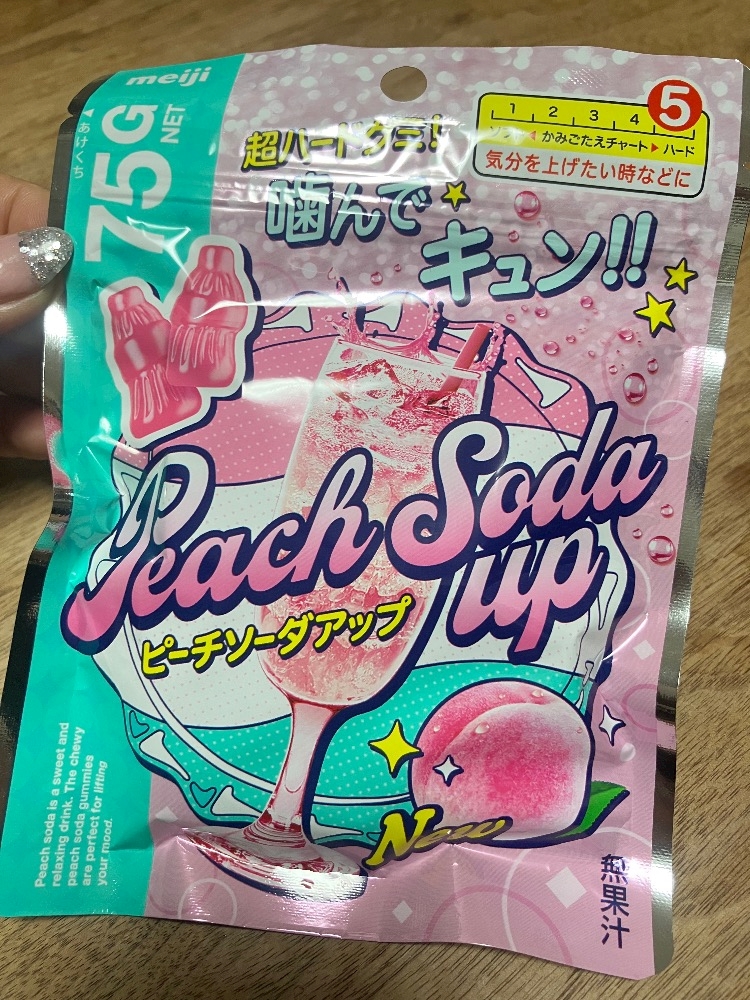 meiji
▲あけくち
75G NET
超ハードグミ!
噛んで
キュン!!
1 2 3 4 5
ソフト◀かみごたえチャート▶ハード
気分を上げたい時などに
Peach Soda
up
ピーチソーダアップ
New
Peach soda is a sweet and
relaxing drink. The chewy
peach soda gummies
are perfect for lifting
your mood.
無果汁